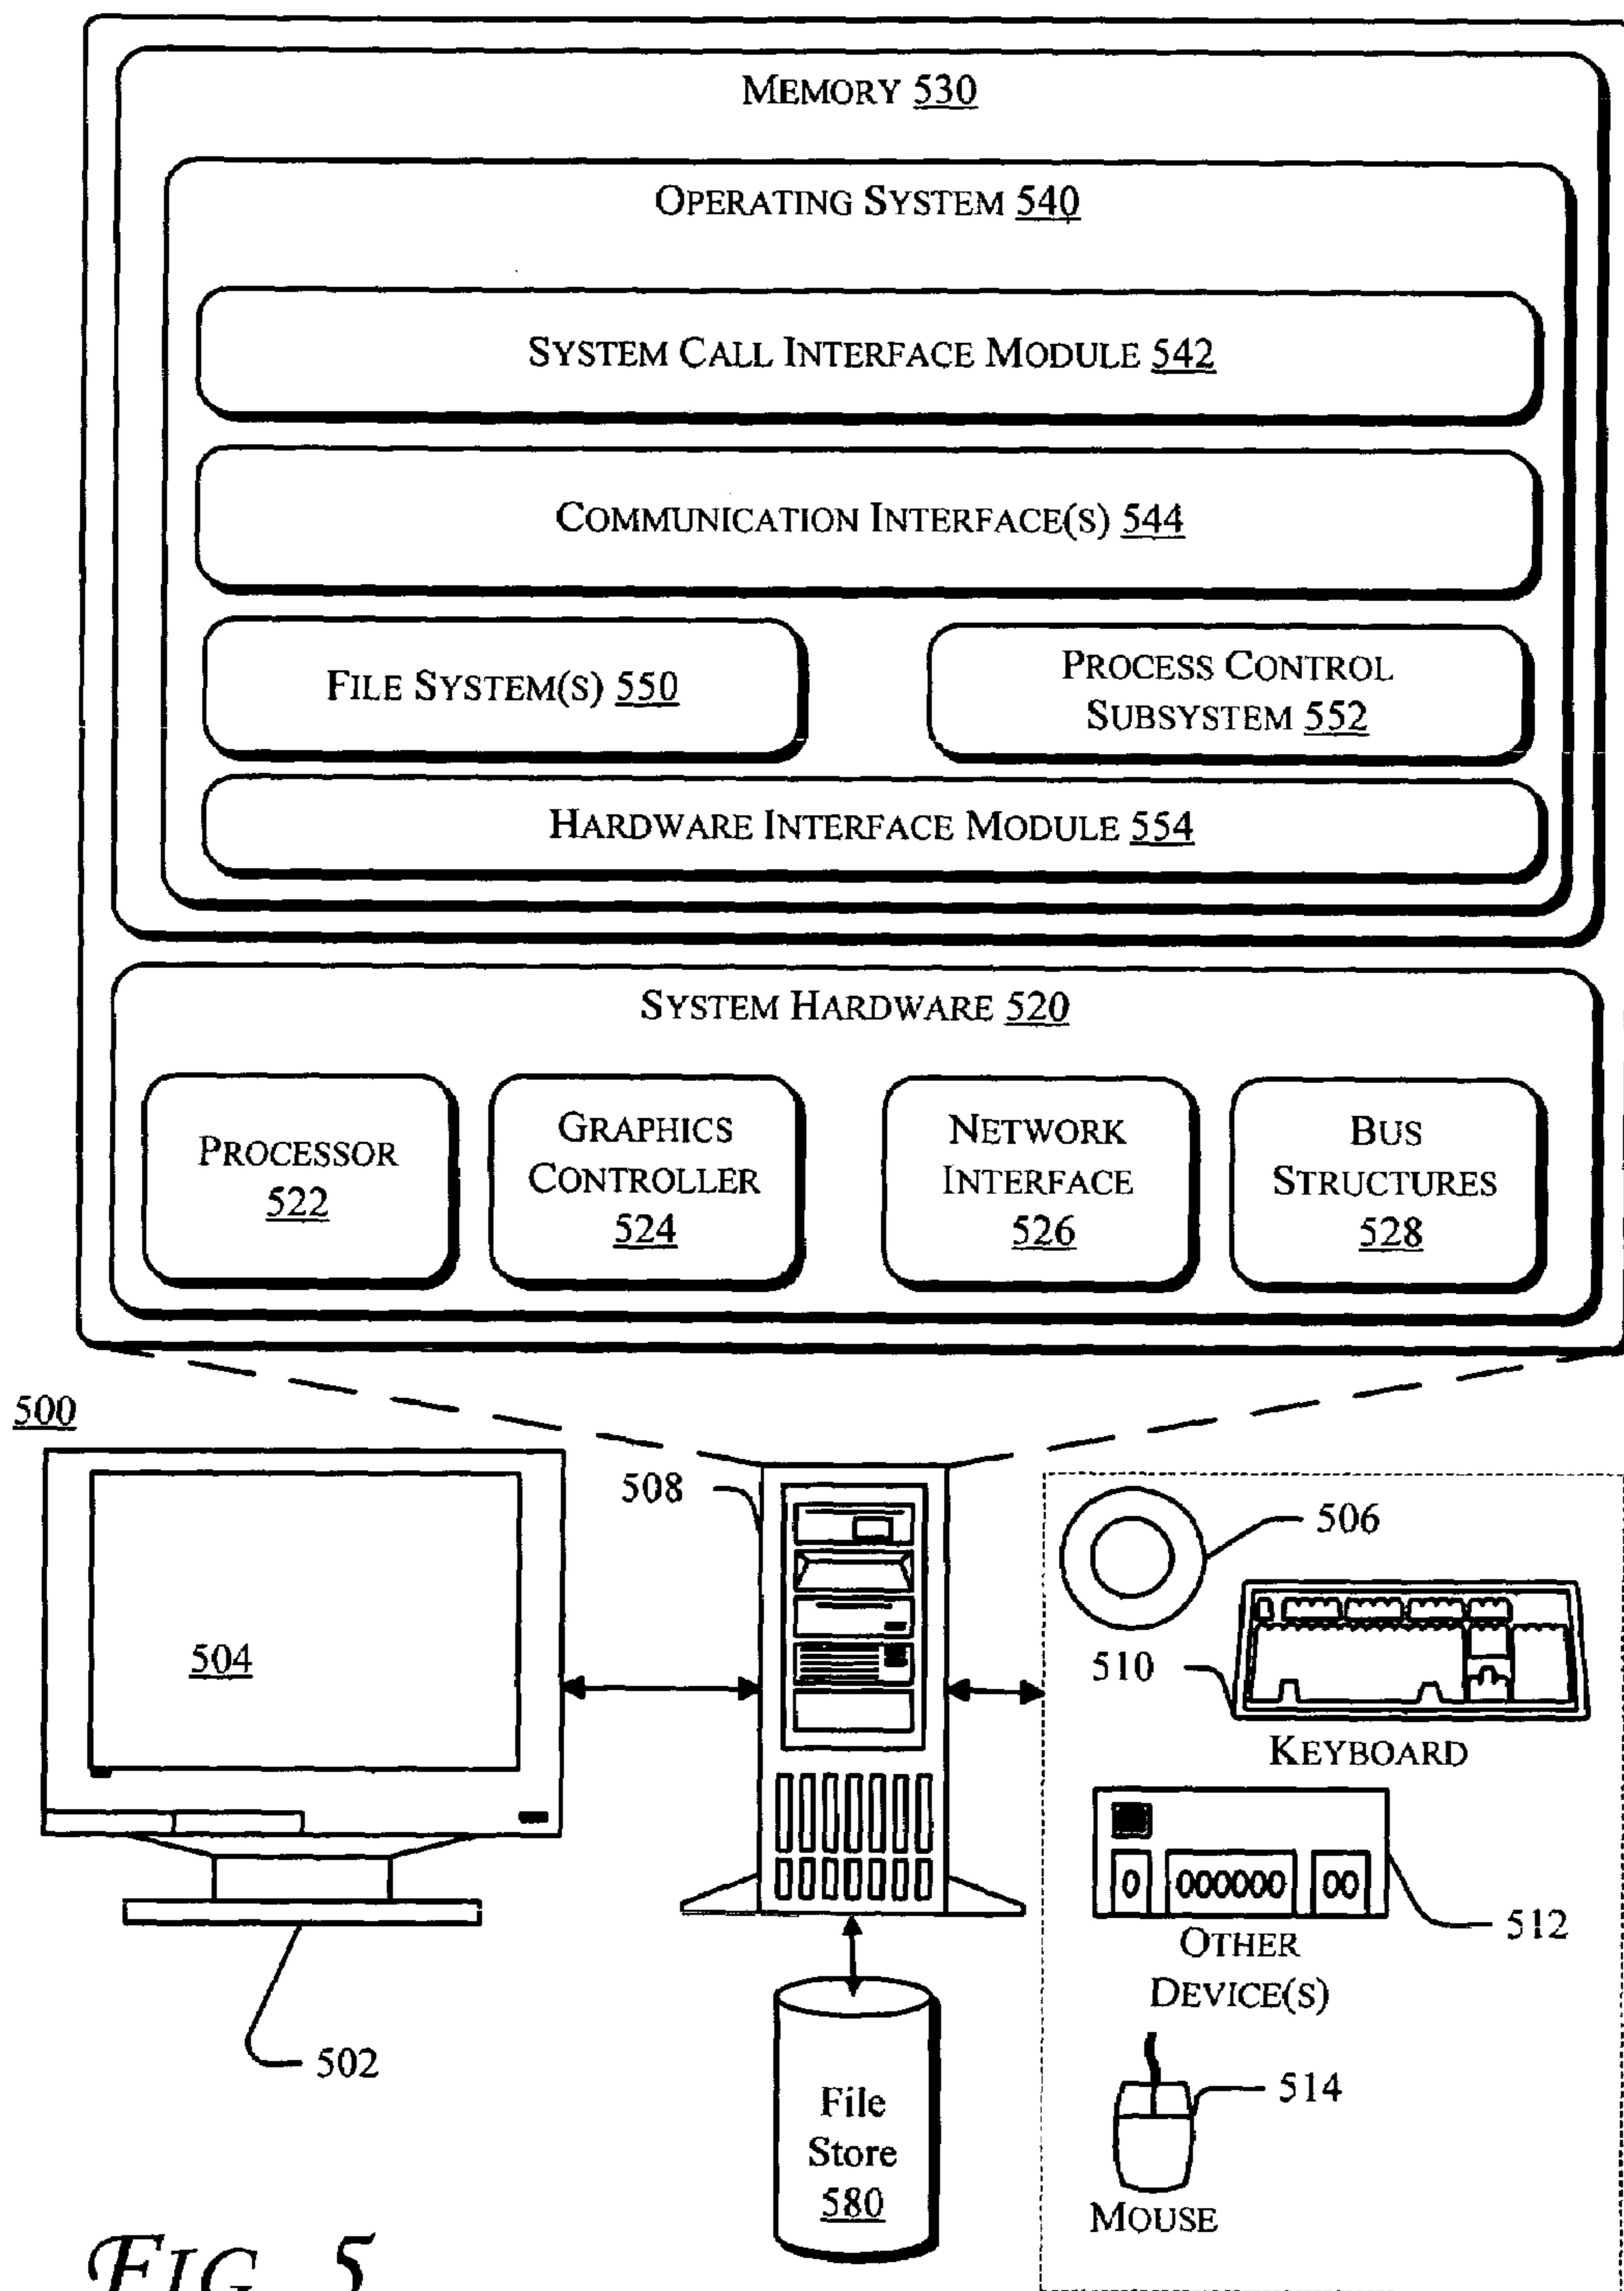 MEMORY 530
OPERATING SYSTEM 540
SYSTEM CALL INTERFACE MODULE 542
COMMUNICATION INTERFACE(S) 544
FILE SYSTEM(S) 550
PROCESS CONTROL
SUBSYSTEM 552
HARDWARE INTERFACE MODULE 554
SYSTEM HARDWARE 520
PROCESSOR
522
GRAPHICS
CONTROLLER
524
NETWORK
INTERFACE
526
BUS
STRUCTURES
528
500
508
506
504
510
KEYBOARD
0 000000 00
512
OTHER
DEVICE(S)
502
514
File
Store
580
MOUSE
FIG. 5